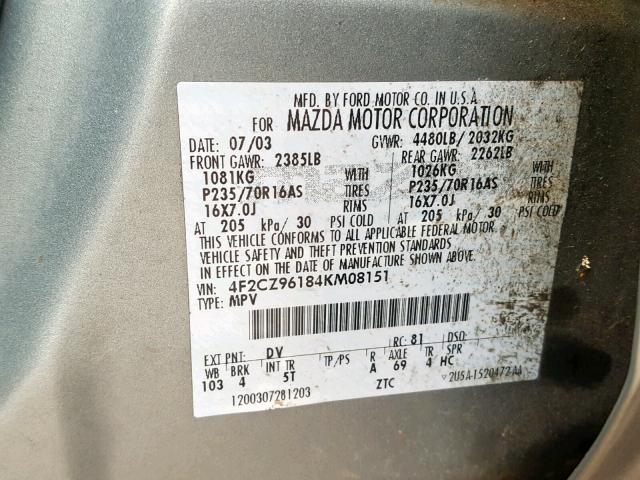 MFD. BY FORD MOTOR CO. IN U.S.A.
FOR MAZDA MOTOR CORPORATION
DATE: 07/03 GVWR: 4480LB/ 2032KG
FRONT GAWR: 2385LB REAR GAWR: 2262LB
1081KG WITH 1026KG WITH
P235/70R16AS TIRES P235/70R16AS TIRES
16X7.0J RIMS 16X7.0J RIMS
AT 205 kPa/ 30 PSI COLD AT 205 kPa/ 30 PSI COLD
THIS VEHICLE CONFORMS TO ALL APPLICABLE FEDERAL MOTOR
VEHICLE SAFETY AND THEFT PREVENTION STANDARDS
IN EFFECT ON THE DATE OF MANUFACTURE SHOWN ABOVE.
VIN: 4F2CZ96184KM08151
TYPE: MPV
EXT PNT: DV RC: 81 DSO:
WB BRK INT TR TP/PS R AXLE TR SPR
103 4 5T A 69 4 HC
1200307281203 ZTC